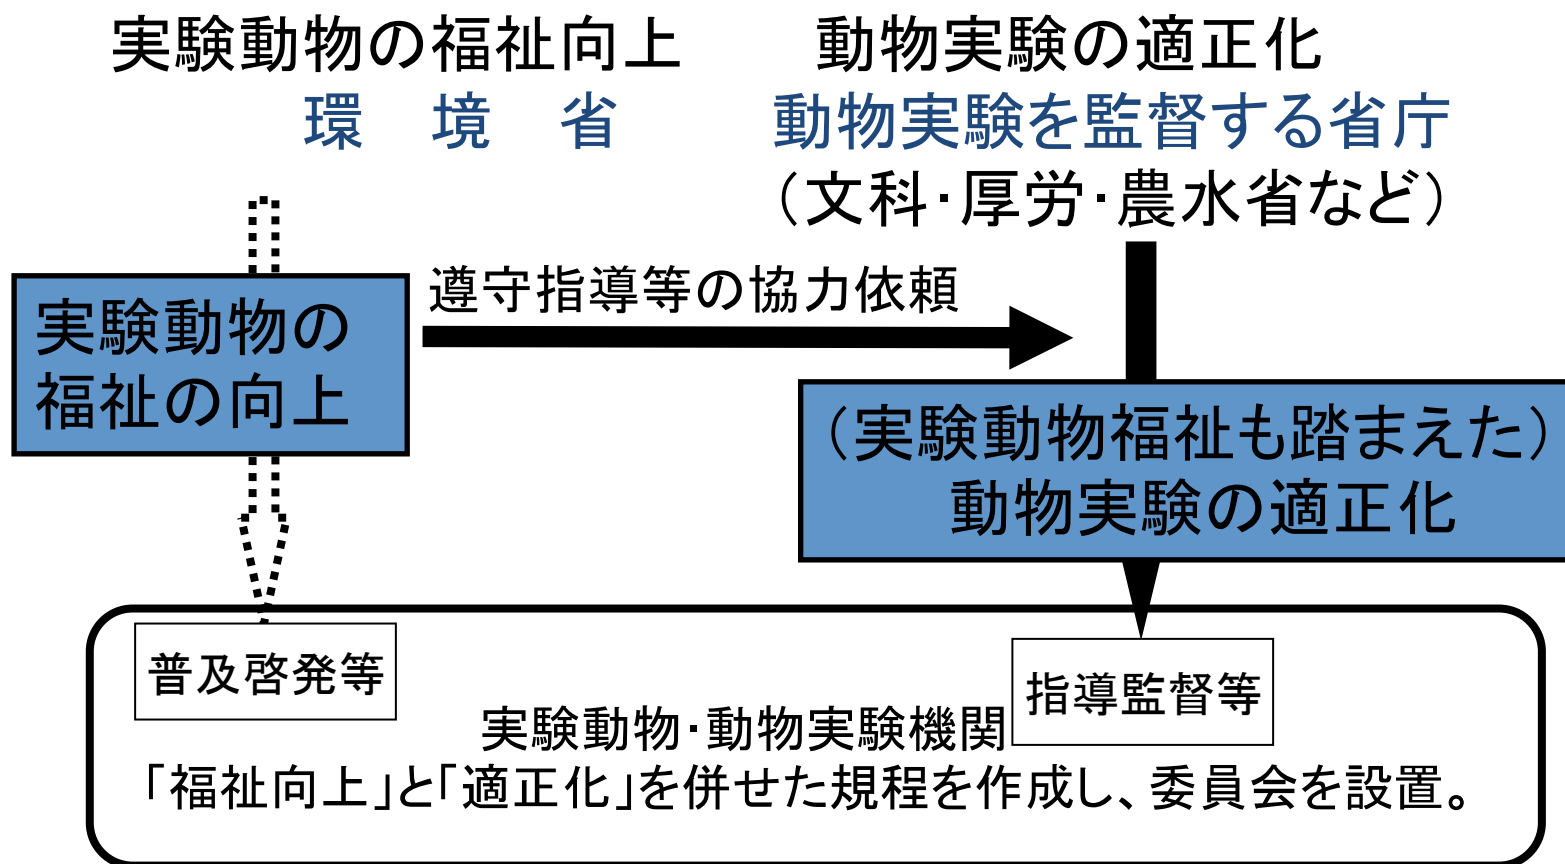 実験動物の福祉向上
環 境 省
動物実験の適正化
動物実験を監督する省庁
（文科・厚労・農水省など）
遵守指導等の協力依頼
実験動物の
福祉の向上
（実験動物福祉も踏まえた）
動物実験の適正化
普及啓発等
指導監督等
実験動物・動物実験機関
「福祉向上」と「適正化」を併せた規程を作成し、委員会を設置。